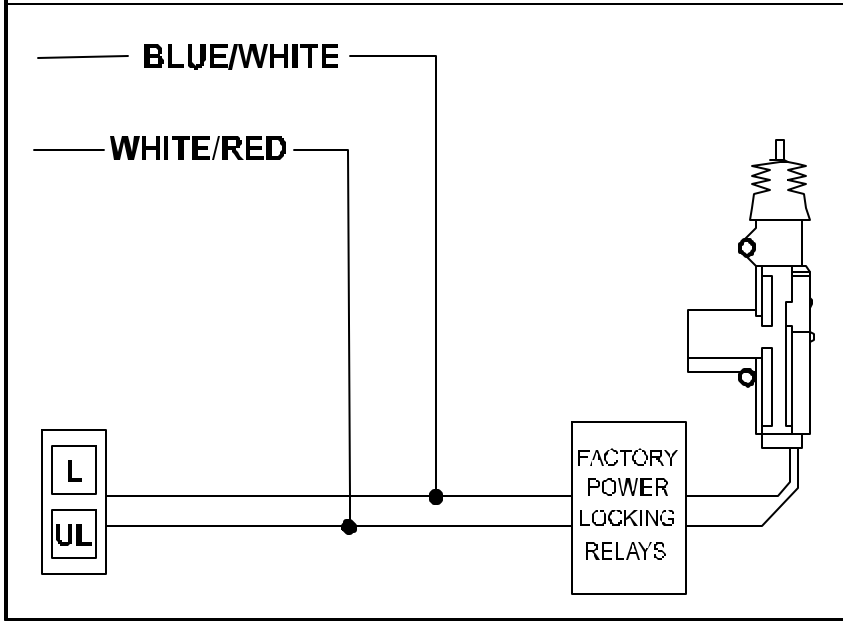 BLUE/WHITE
WHITE/RED
L
UL
FACTORY
POWER
LOCKING
RELAYS